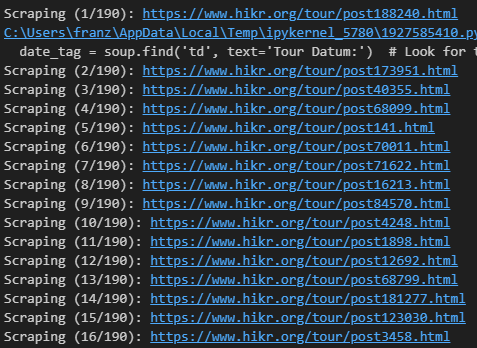 Scraping (1/190): https://www.hikr.org/tour/post188240.html
C:\Users\franz\AppData\Local\Temp\ipykernel_5780\1927585410.py
  date_tag = soup.find('td', text='Tour Datum:')  # Look for t
Scraping (2/190): https://www.hikr.org/tour/post173951.html
Scraping (3/190): https://www.hikr.org/tour/post40355.html
Scraping (4/190): https://www.hikr.org/tour/post68099.html
Scraping (5/190): https://www.hikr.org/tour/post141.html
Scraping (6/190): https://www.hikr.org/tour/post70011.html
Scraping (7/190): https://www.hikr.org/tour/post71622.html
Scraping (8/190): https://www.hikr.org/tour/post16213.html
Scraping (9/190): https://www.hikr.org/tour/post84570.html
Scraping (10/190): https://www.hikr.org/tour/post4248.html
Scraping (11/190): https://www.hikr.org/tour/post1898.html
Scraping (12/190): https://www.hikr.org/tour/post12692.html
Scraping (13/190): https://www.hikr.org/tour/post68799.html
Scraping (14/190): https://www.hikr.org/tour/post181277.html
Scraping (15/190): https://www.hikr.org/tour/post123030.html
Scraping (16/190): https://www.hikr.org/tour/post3458.html